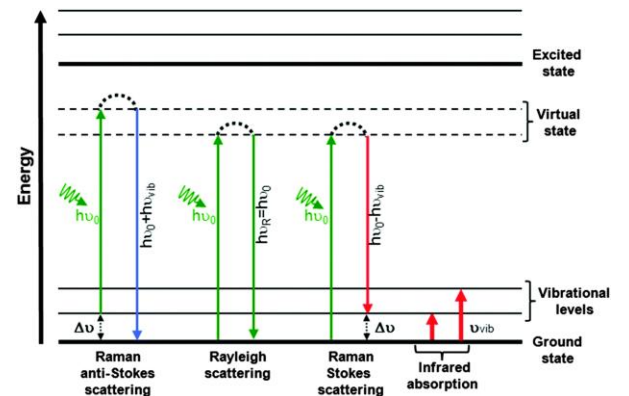 Energy
Excited
state
Virtual
state
hυ₀
hυ₀+hυvib
hυ₀
hυR=hυ₀
hυ₀
hυ₀-hυvib
Vibrational
levels
Δυ
Δυ
υvib
Ground
state
Raman
anti-Stokes
scattering
Rayleigh
scattering
Raman
Stokes
scattering
Infrared
absorption